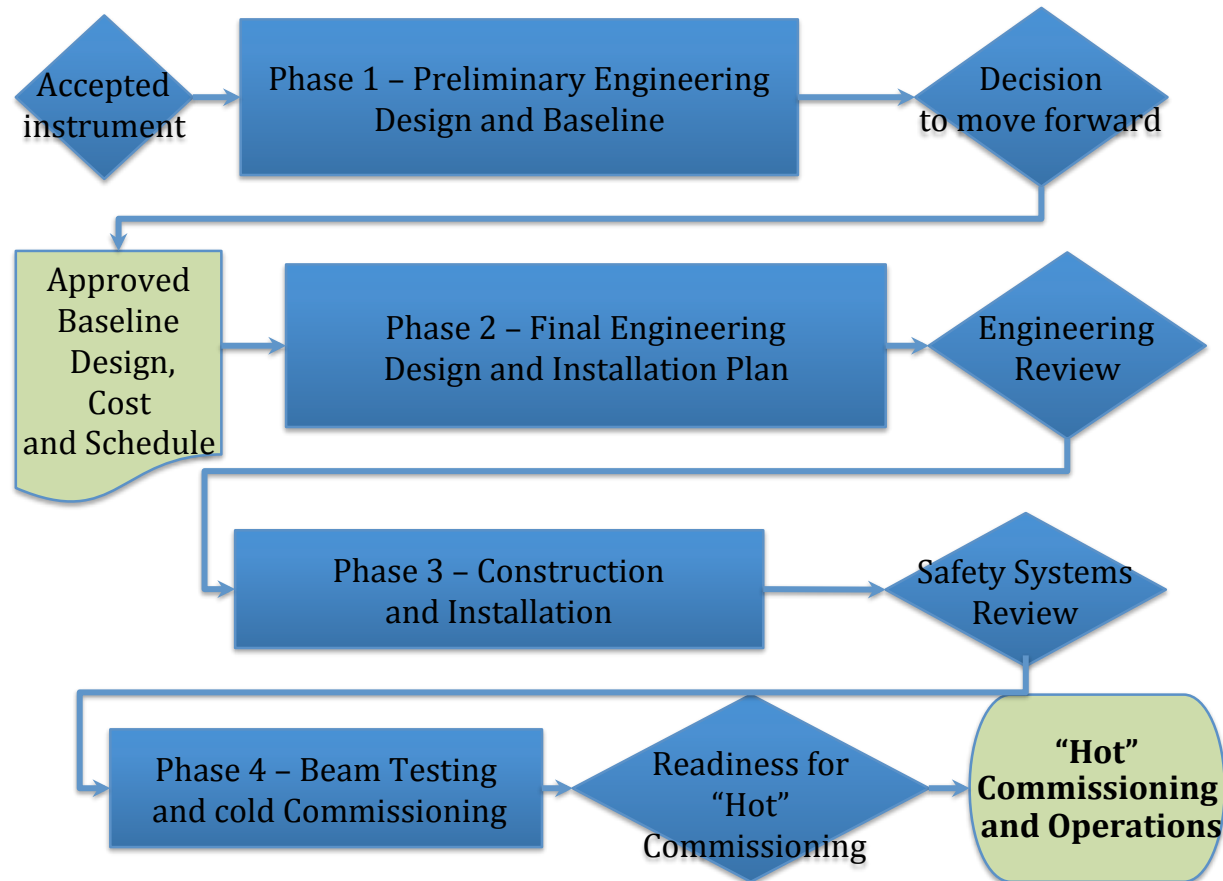 Accepted
instrument
Phase 1 – Preliminary Engineering
Design and Baseline
Decision
to move forward
Approved
Baseline
Design,
Cost
and Schedule
Phase 2 – Final Engineering
Design and Installation Plan
Engineering
Review
Phase 3 – Construction
and Installation
Safety Systems
Review
Phase 4 – Beam Testing
and cold Commissioning
Readiness for
“Hot”
Commissioning
“Hot”
Commissioning
and Operations